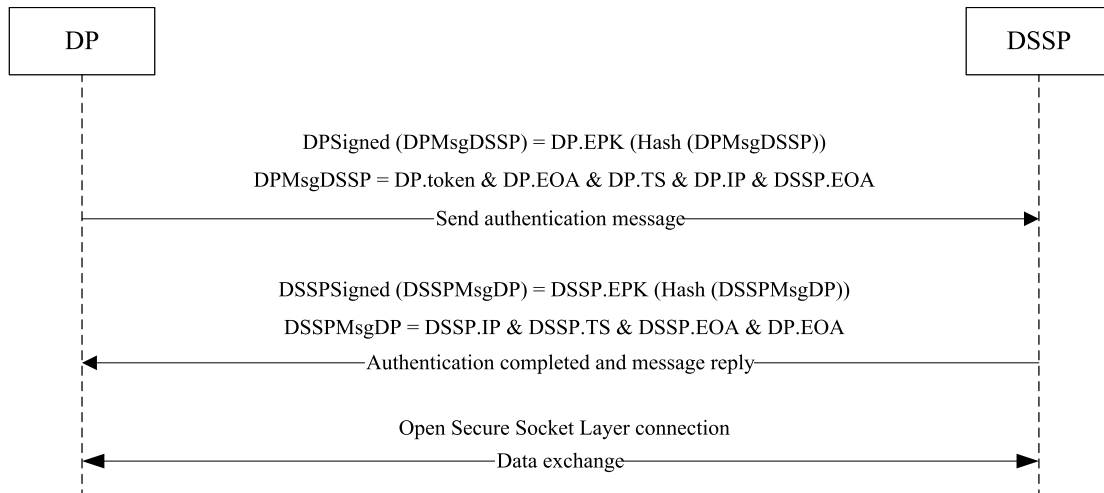 DP
DSSP
DPSigned (DPMsgDSSP) = DP.EPK (Hash (DPMsgDSSP))
DPMsgDSSP = DP.token & DP.EOA & DP.TS & DP.IP & DSSP.EOA
Send authentication message
DSSPSigned (DSSPMsgDP) = DSSP.EPK (Hash (DSSPMsgDP))
DSSPMsgDP = DSSP.IP & DSSP.TS & DSSP.EOA & DP.EOA
Authentication completed and message reply
Open Secure Socket Layer connection
Data exchange